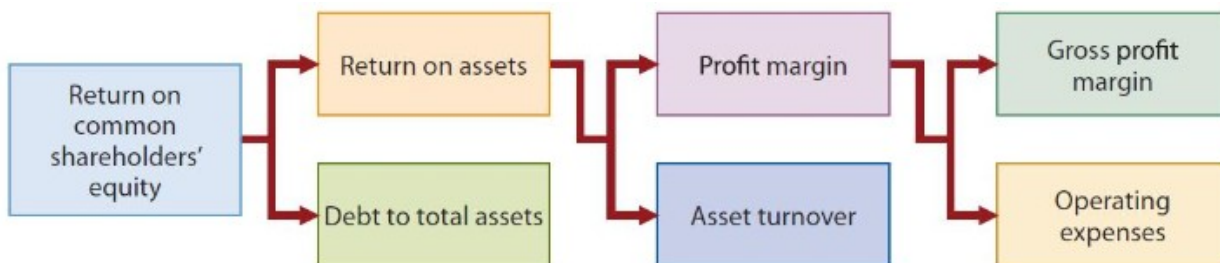 Return on
common
shareholders'
equity
Return on assets
Debt to total assets
Profit margin
Asset turnover
Gross profit
margin
Operating
expenses